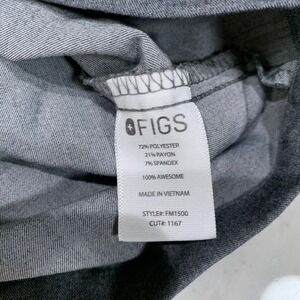 FIGS
72% POLYESTER
21% RAYON
7% SPANDEX
100% AWESOME
MADE IN VIETNAM
STYLE#: FM1500
CUT#: 1167